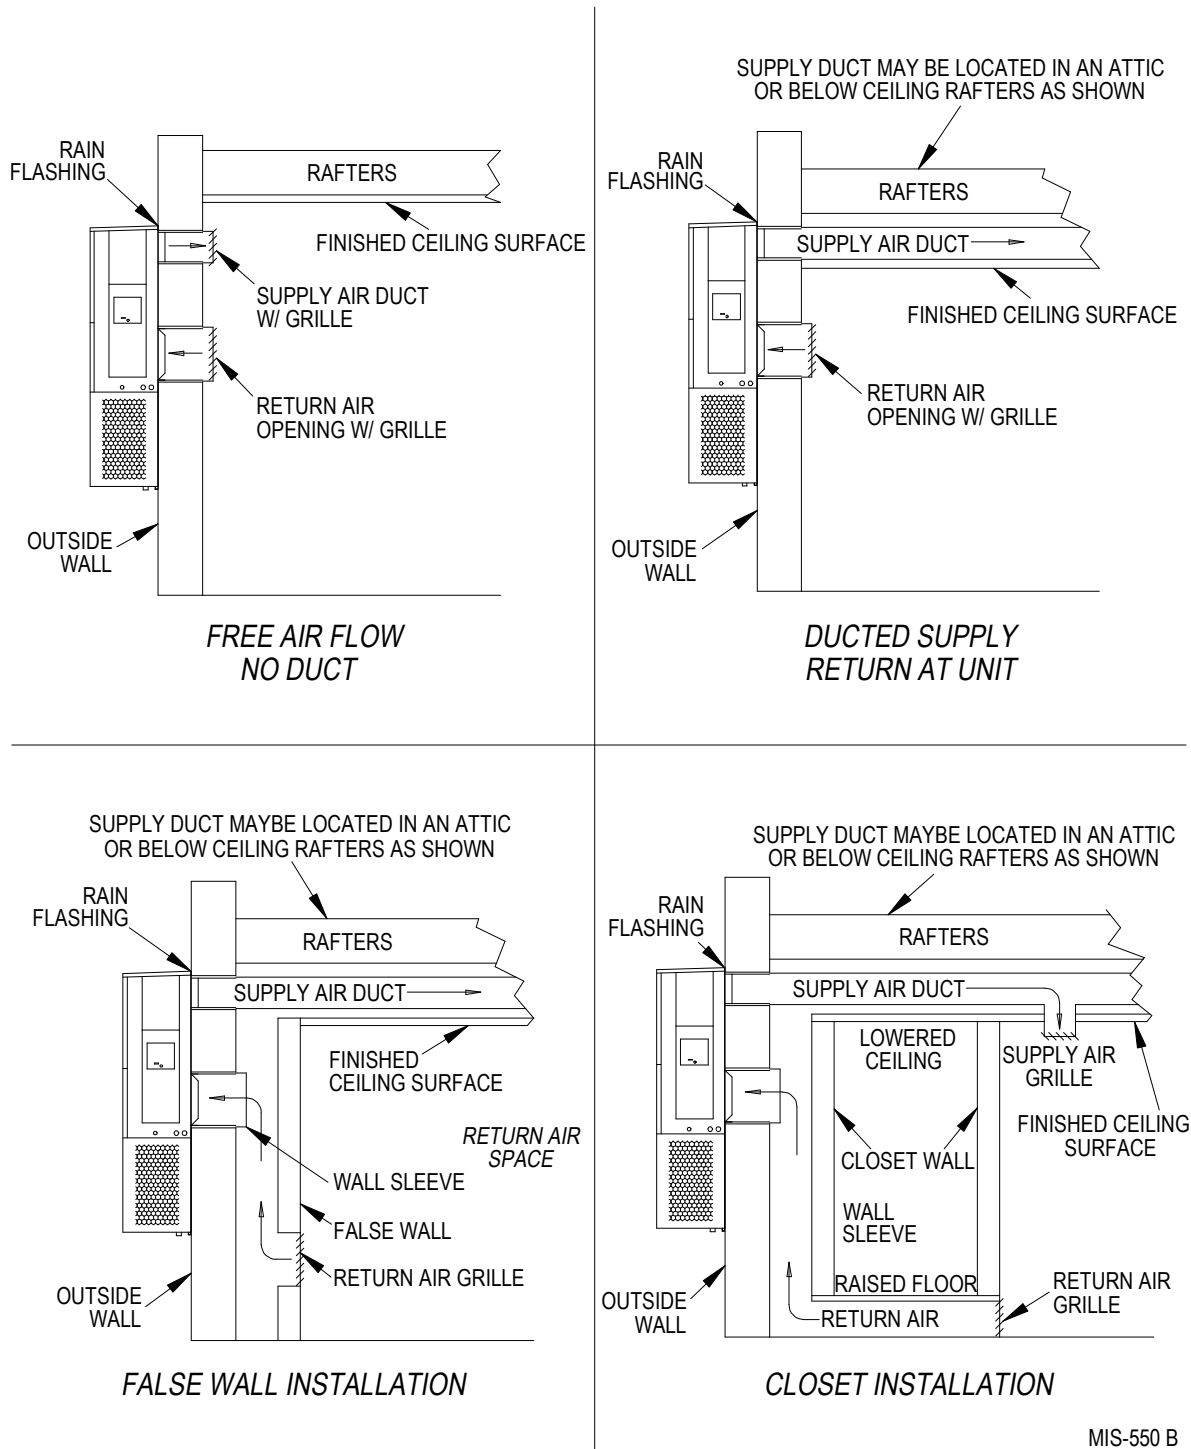 RAIN
FLASHING
RAFTERS
FINISHED CEILING SURFACE
SUPPLY AIR DUCT
W/ GRILLE
RETURN AIR
OPENING W/ GRILLE
OUTSIDE
WALL
FREE AIR FLOW
NO DUCT
SUPPLY DUCT MAY BE LOCATED IN AN ATTIC
OR BELOW CEILING RAFTERS AS SHOWN
RAIN
FLASHING
RAFTERS
SUPPLY AIR DUCT
FINISHED CEILING SURFACE
RETURN AIR
OPENING W/ GRILLE
OUTSIDE
WALL
DUCTED SUPPLY
RETURN AT UNIT
SUPPLY DUCT MAYBE LOCATED IN AN ATTIC
OR BELOW CEILING RAFTERS AS SHOWN
RAIN
FLASHING
RAFTERS
SUPPLY AIR DUCT
FINISHED
CEILING SURFACE
RETURN AIR
SPACE
WALL SLEEVE
FALSE WALL
RETURN AIR GRILLE
OUTSIDE
WALL
FALSE WALL INSTALLATION
SUPPLY DUCT MAYBE LOCATED IN AN ATTIC
OR BELOW CEILING RAFTERS AS SHOWN
RAIN
FLASHING
RAFTERS
SUPPLY AIR DUCT
LOWERED
CEILING
SUPPLY AIR
GRILLE
FINISHED CEILING
SURFACE
CLOSET WALL
WALL
SLEEVE
RAISED FLOOR
RETURN AIR
GRILLE
RETURN AIR
OUTSIDE
WALL
CLOSET INSTALLATION
MIS-550 B